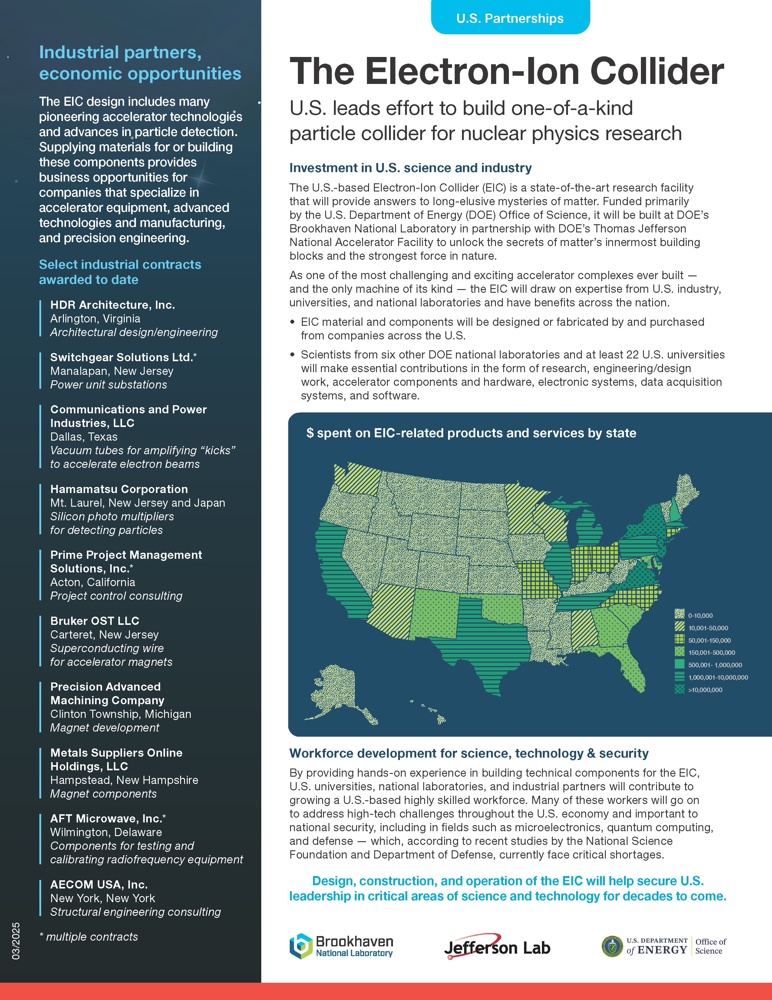 U.S. Partnerships
Industrial partners,
economic opportunities
The EIC design includes many
pioneering accelerator technologies
and advances in particle detection.
Supplying materials for or building
these components provides
business opportunities for
companies that specialize in
accelerator equipment, advanced
technologies and manufacturing,
and precision engineering.
Select industrial contracts
awarded to date
HDR Architecture, Inc.
Arlington, Virginia
Architectural design/engineering
Switchgear Solutions Ltd.*
Manalapan, New Jersey
Power unit substations
Communications and Power
Industries, LLC
Dallas, Texas
Vacuum tubes for amplifying “kicks”
to accelerate electron beams
Hamamatsu Corporation
Mt. Laurel, New Jersey and Japan
Silicon photo multipliers
for detecting particles
Prime Project Management
Solutions, Inc.*
Acton, California
Project control consulting
Bruker OST LLC
Carteret, New Jersey
Superconducting wire
for accelerator magnets
Precision Advanced
Machining Company
Clinton Township, Michigan
Magnet development
Metals Suppliers Online
Holdings, LLC
Hampstead, New Hampshire
Magnet components
AFT Microwave, Inc.*
Wilmington, Delaware
Components for testing and
calibrating radiofrequency equipment
AECOM USA, Inc.
New York, New York
Structural engineering consulting
* multiple contracts
03/2025
The Electron-Ion Collider
U.S. leads effort to build one-of-a-kind
particle collider for nuclear physics research
Investment in U.S. science and industry
The U.S.-based Electron-Ion Collider (EIC) is a state-of-the-art research facility
that will provide answers to long-elusive mysteries of matter. Funded primarily
by the U.S. Department of Energy (DOE) Office of Science, it will be built at DOE’s
Brookhaven National Laboratory in partnership with DOE’s Thomas Jefferson
National Accelerator Facility to unlock the secrets of matter’s innermost building
blocks and the strongest force in nature.
As one of the most challenging and exciting accelerator complexes ever built —
and the only machine of its kind — the EIC will draw on expertise from U.S. industry,
universities, and national laboratories and have benefits across the nation.
• EIC material and components will be designed or fabricated by and purchased
from companies across the U.S.
• Scientists from six other DOE national laboratories and at least 22 U.S. universities
will make essential contributions in the form of research, engineering/design
work, accelerator components and hardware, electronic systems, data acquisition
systems, and software.
$ spent on EIC-related products and services by state
0-10,000
10,001-50,000
50,001-150,000
150,001-500,000
500,001- 1,000,000
1,000,001-10,000,000
>10,000,000
Workforce development for science, technology & security
By providing hands-on experience in building technical components for the EIC,
U.S. universities, national laboratories, and industrial partners will contribute to
growing a U.S.-based highly skilled workforce. Many of these workers will go on
to address high-tech challenges throughout the U.S. economy and important to
national security, including in fields such as microelectronics, quantum computing,
and defense — which, according to recent studies by the National Science
Foundation and Department of Defense, currently face critical shortages.
Design, construction, and operation of the EIC will help secure U.S.
leadership in critical areas of science and technology for decades to come.
Brookhaven
National Laboratory
Jefferson Lab
U.S. DEPARTMENT
of ENERGY
Office of
Science